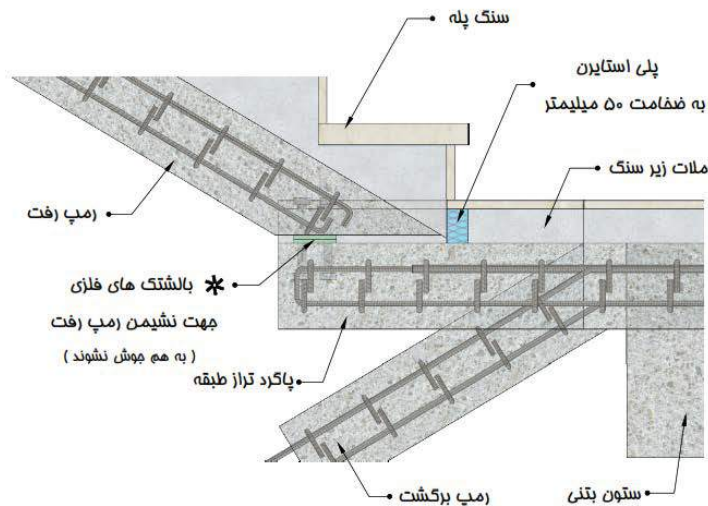 سنگ پله
پلی استایرن
به ضخامت ۵۰ میلیمتر
ملات زیر سنگ
رمپ رفت
* بالشتک های فلزی
جهت نشیمن رمپ رفت
( به هم جوش نشوند )
پاگرد تراز طبقه
رمپ برگشت
ستون بتنی